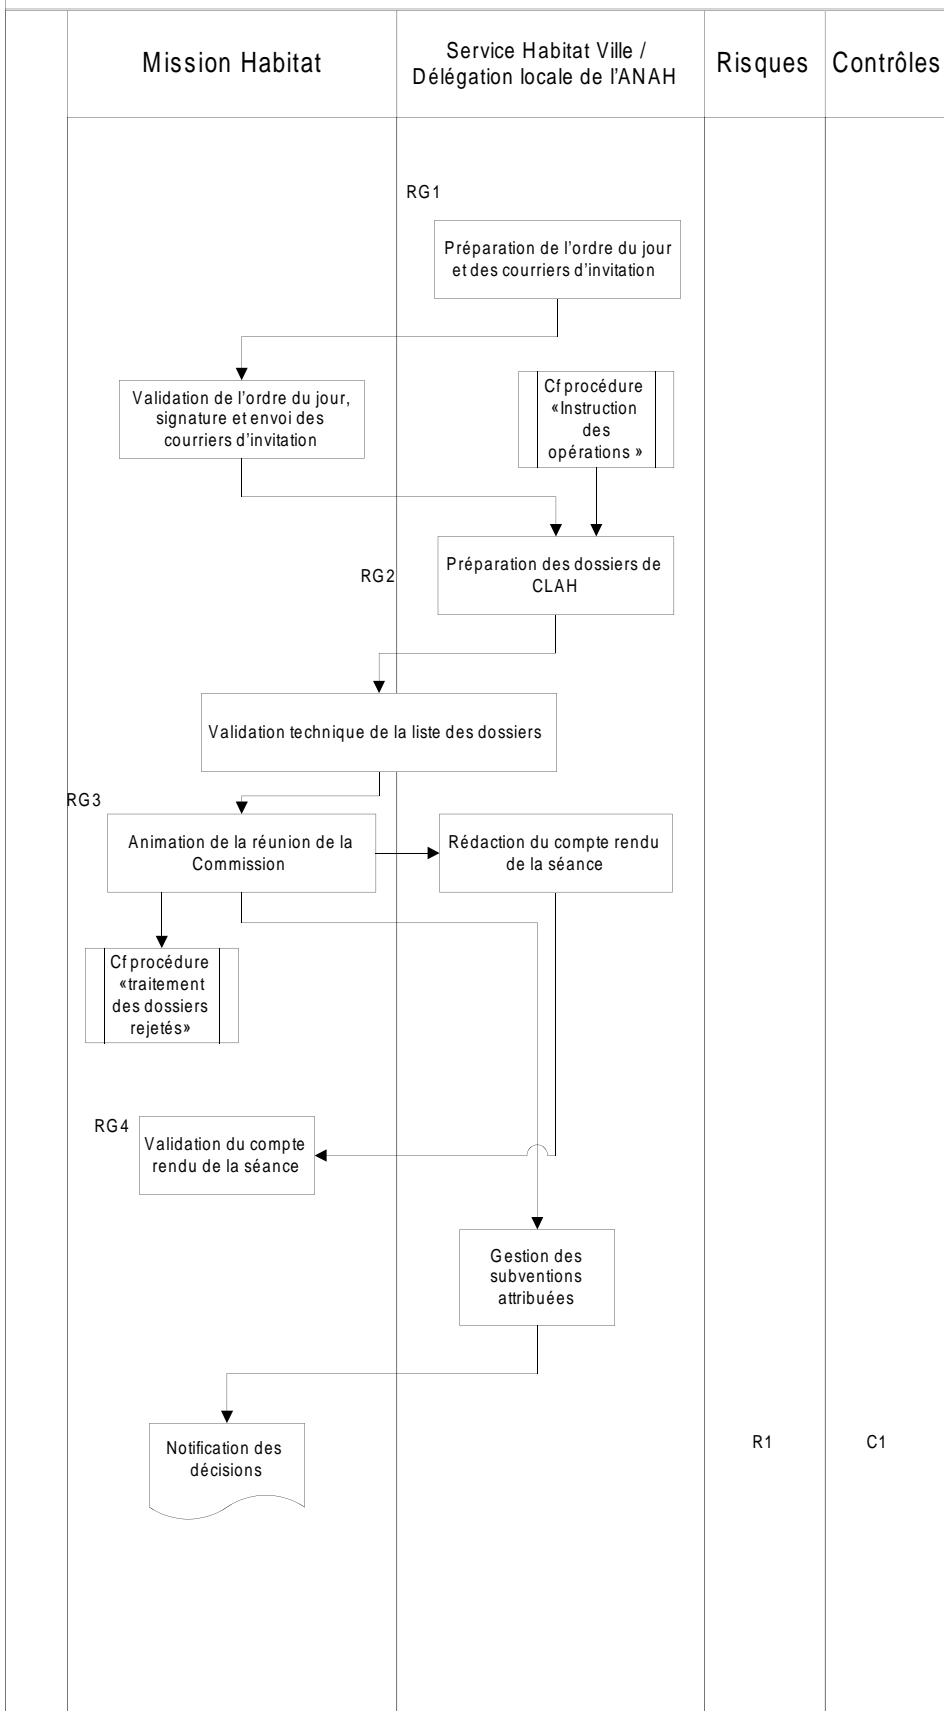 Mission Habitat
Service Habitat Ville /
Délégation locale de l'ANAH
Risques
Contrôles
RG1
Préparation de l'ordre du jour
et des courriers d'invitation
Validation de l'ordre du jour,
signature et envoi des
courriers d'invitation
Cf procédure
«Instruction
des
opérations »
RG2
Préparation des dossiers de
CLAH
Validation technique de la liste des dossiers
RG3
Animation de la réunion de la
Commission
Rédaction du compte rendu
de la séance
Cf procédure
«traitement
des dossiers
rejetés»
RG4
Validation du compte
rendu de la séance
Gestion des
subventions
attribuées
Notification des
décisions
R1
C1